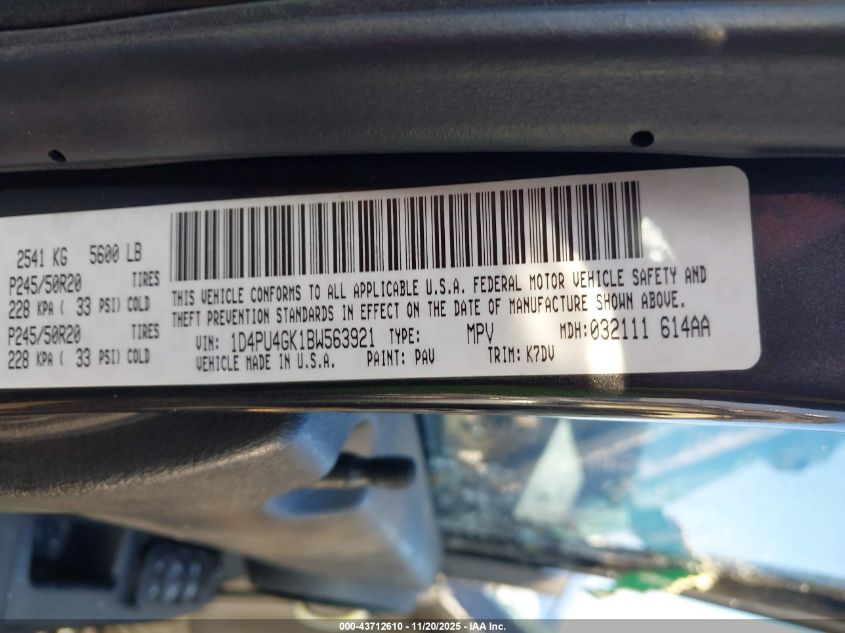 2541 KG 5600 LB
P245/50R20 TIRES
228 KPA ( 33 PSI) COLD
P245/50R20 TIRES
228 KPA ( 33 PSI) COLD
THIS VEHICLE CONFORMS TO ALL APPLICABLE U.S.A. FEDERAL MOTOR VEHICLE SAFETY AND
THEFT PREVENTION STANDARDS IN EFFECT ON THE DATE OF MANUFACTURE SHOWN ABOVE.
VIN: 1D4PU4GK1BW563921 TYPE: MPV MDH: 032111 614AA
VEHICLE MADE IN U.S.A. PAINT: PAV TRIM: K7DV
000-43712610 - 11/20/2025 - IAA Inc.